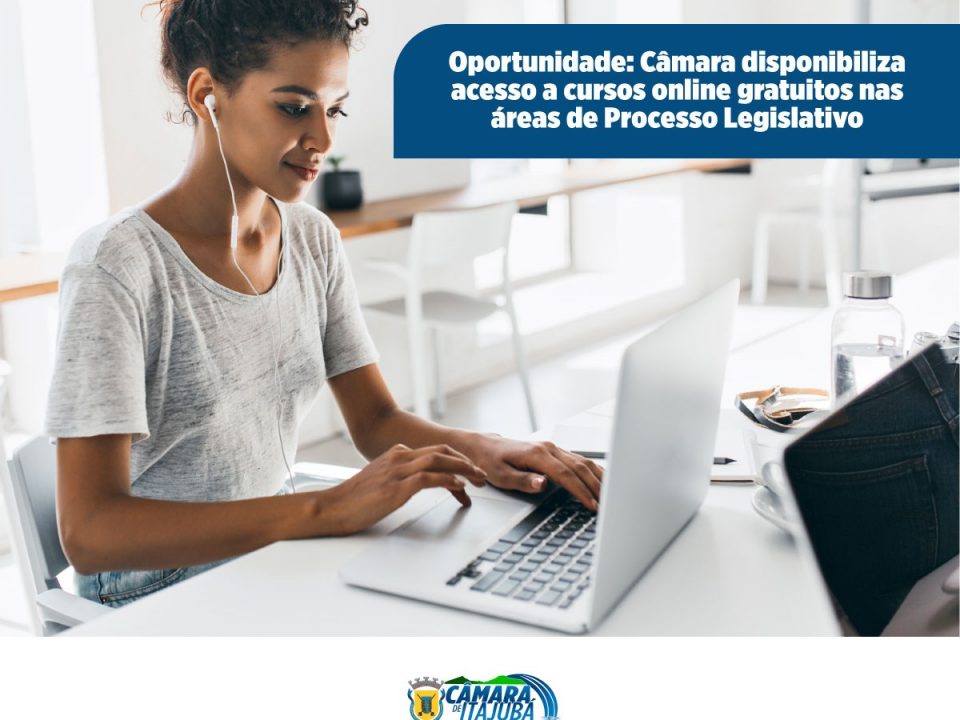 Oportunidade: Câmara disponibiliza
acesso a cursos online gratuitos nas
áreas de Processo Legislativo
CÂMARA
DE ITAJUBÁ